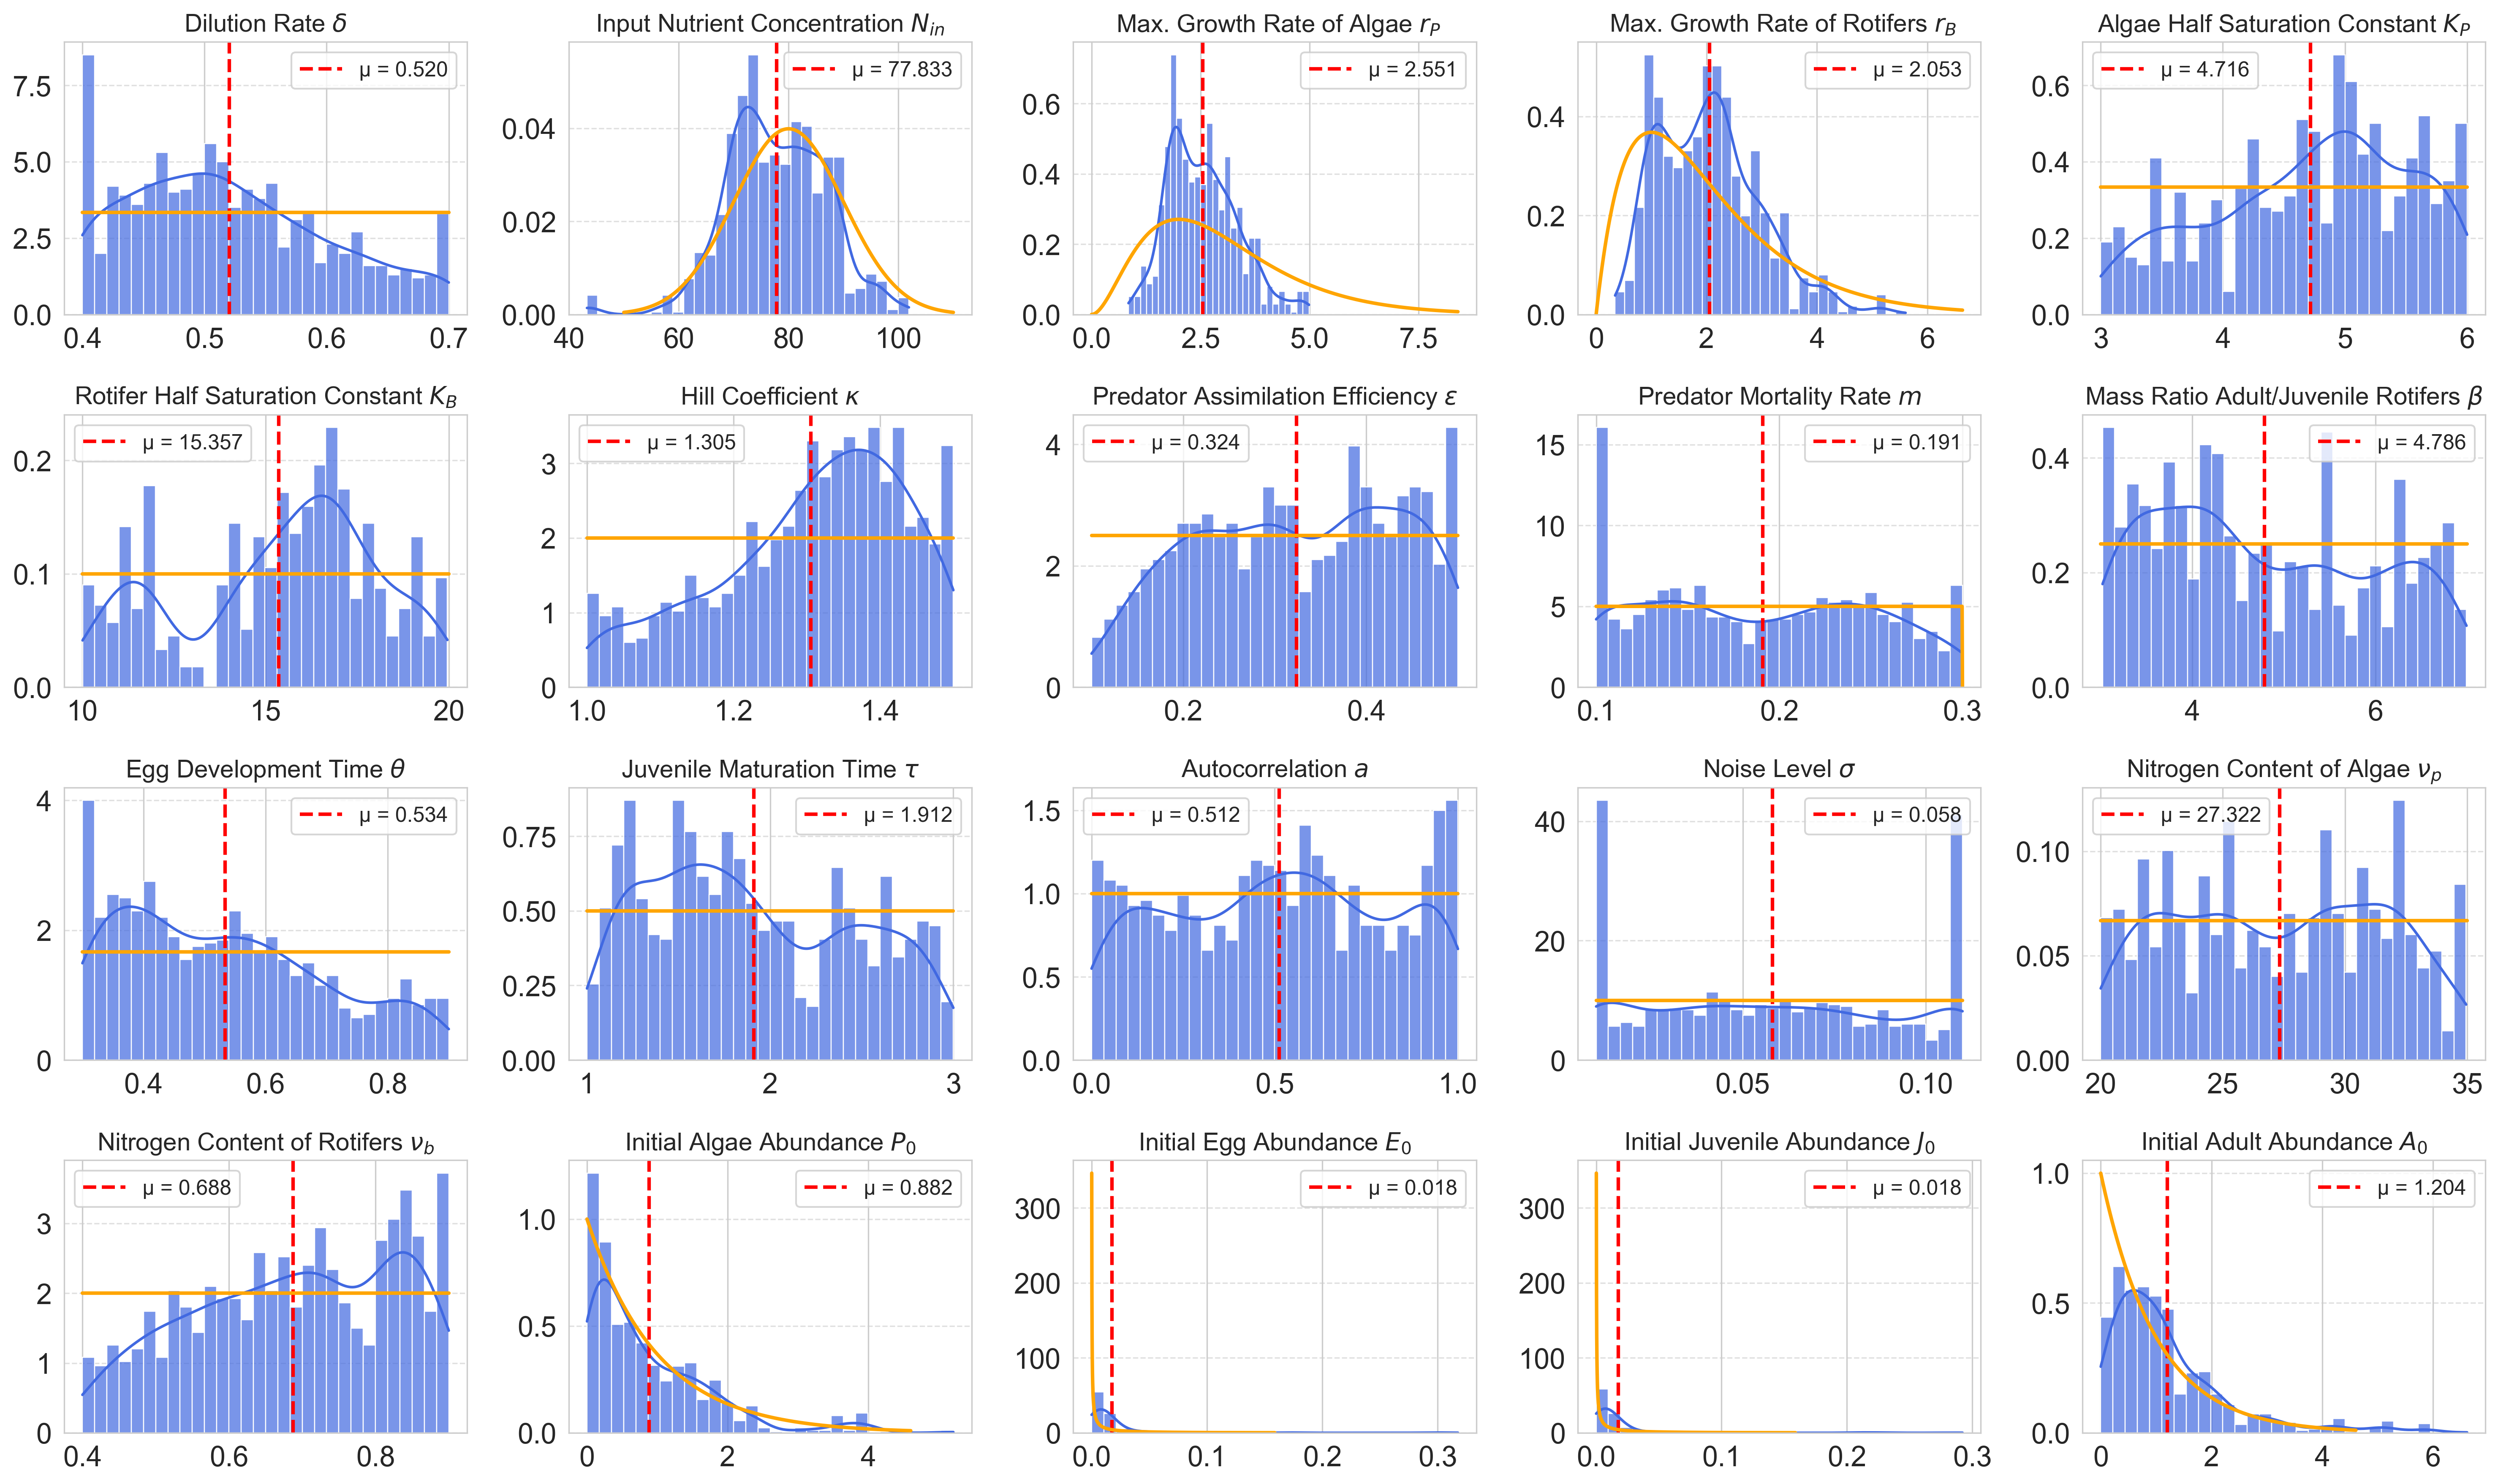 Dilution Rate δ
μ = 0.520
7.5
5.0
2.5
0.0
0.4 0.5 0.6 0.7
Input Nutrient Concentration N_in
μ = 77.833
0.04
0.02
0.00
40 60 80 100
Max. Growth Rate of Algae r_P
μ = 2.551
0.6
0.4
0.2
0.0
0.0 2.5 5.0 7.5
Max. Growth Rate of Rotifers r_B
μ = 2.053
0.4
0.2
0.0
0 2 4 6
Algae Half Saturation Constant K_P
μ = 4.716
0.6
0.4
0.2
0.0
3 4 5 6
Rotifer Half Saturation Constant K_B
μ = 15.357
0.2
0.1
0.0
10 15 20
Hill Coefficient κ
μ = 1.305
3
2
1
0
1.0 1.2 1.4
Predator Assimilation Efficiency ε
μ = 0.324
4
2
0
0.2 0.4
Predator Mortality Rate m
μ = 0.191
15
10
5
0
0.1 0.2 0.3
Mass Ratio Adult/Juvenile Rotifers β
μ = 4.786
0.4
0.2
0.0
4 6
Egg Development Time θ
μ = 0.534
4
2
0
0.4 0.6 0.8
Juvenile Maturation Time τ
μ = 1.912
0.75
0.50
0.25
0.00
1 2 3
Autocorrelation a
μ = 0.512
1.5
1.0
0.5
0.0
0.0 0.5 1.0
Noise Level σ
μ = 0.058
40
20
0
0.05 0.10
Nitrogen Content of Algae ν_p
μ = 27.322
0.10
0.05
0.00
20 25 30 35
Nitrogen Content of Rotifers ν_b
μ = 0.688
3
2
1
0
0.4 0.6 0.8
Initial Algae Abundance P_0
μ = 0.882
1.0
0.5
0.0
0 2 4
Initial Egg Abundance E_0
μ = 0.018
300
200
100
0
0.0 0.1 0.2 0.3
Initial Juvenile Abundance J_0
μ = 0.018
300
200
100
0
0.0 0.1 0.2 0.3
Initial Adult Abundance A_0
μ = 1.204
1.0
0.5
0.0
0 2 4 6